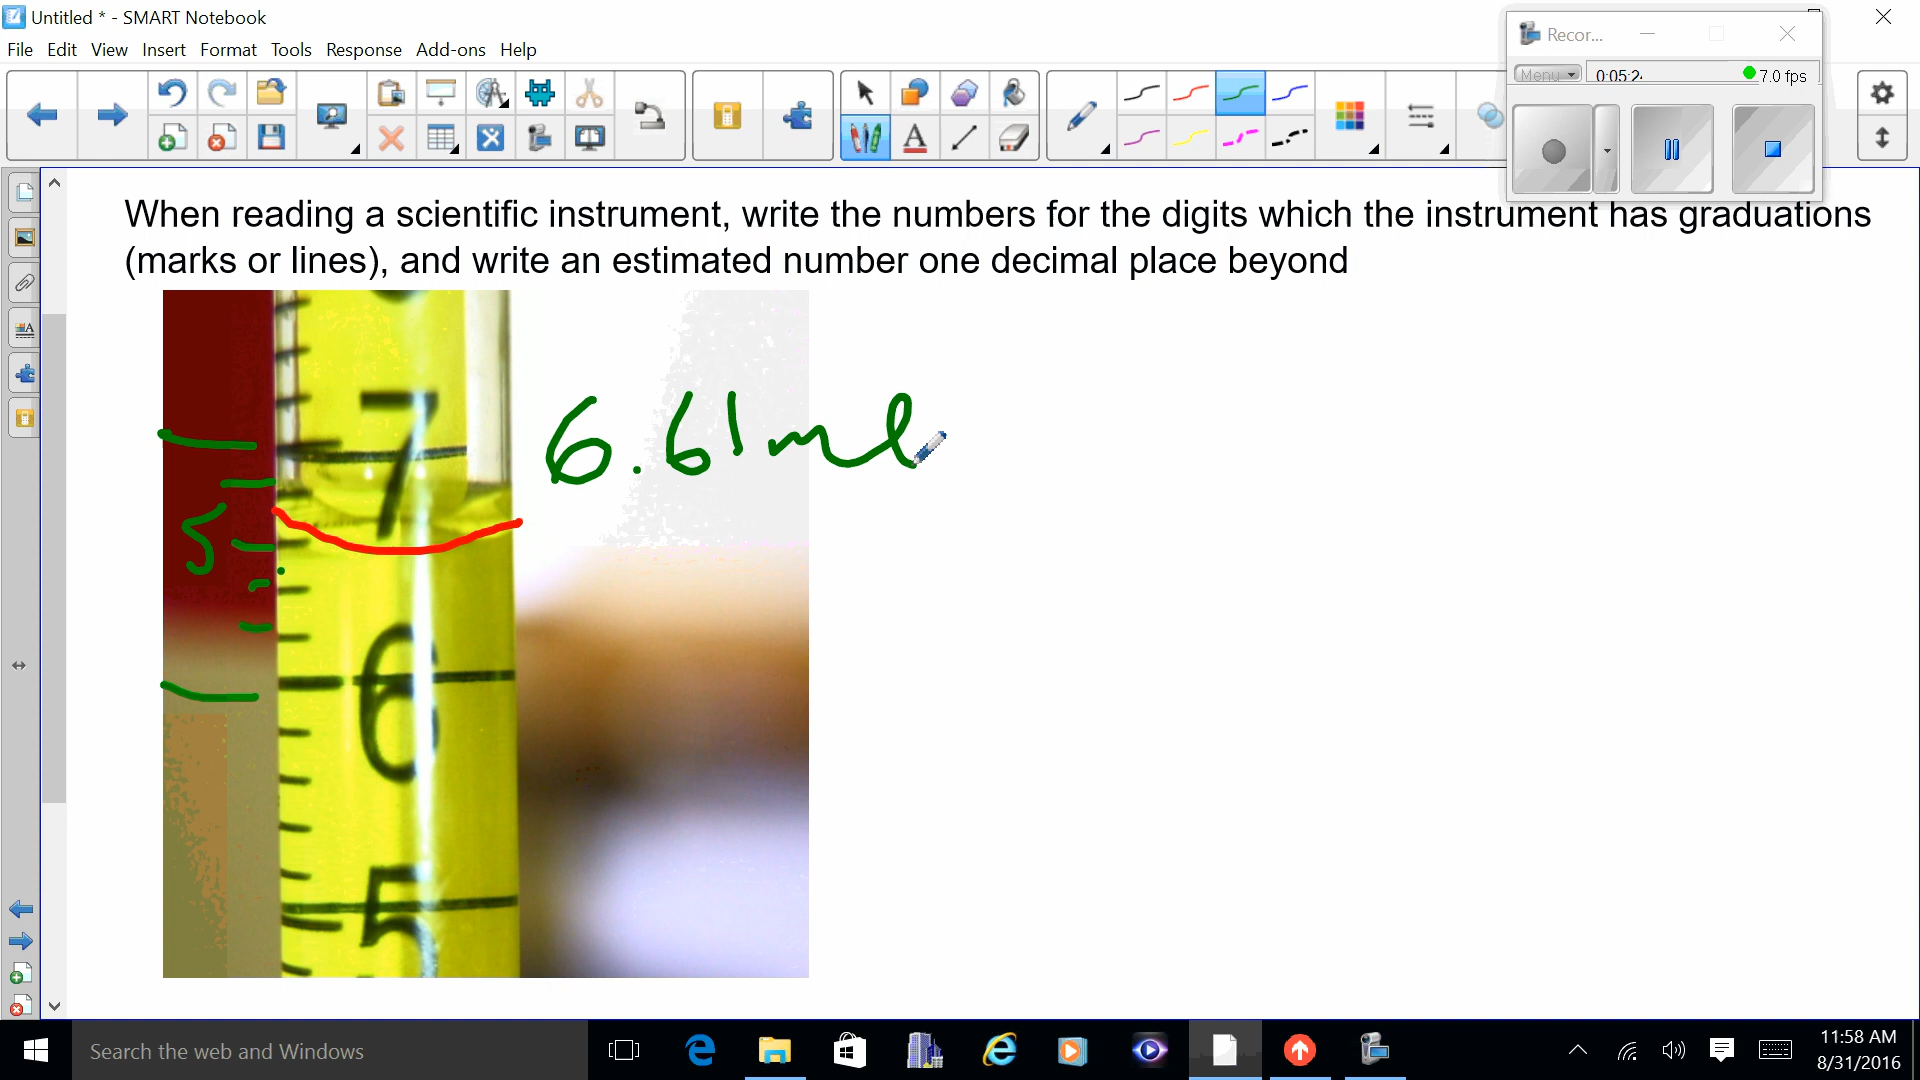 Untitled * - SMART Notebook
File Edit View Insert Format Tools Response Add-ons Help
Recor...
Menu
0:05:2
7.0 fps
When reading a scientific instrument, write the numbers for the digits which the instrument has graduations
(marks or lines), and write an estimated number one decimal place beyond
7
6.61 ml
5
6
5
Search the web and Windows
11:58 AM
8/31/2016